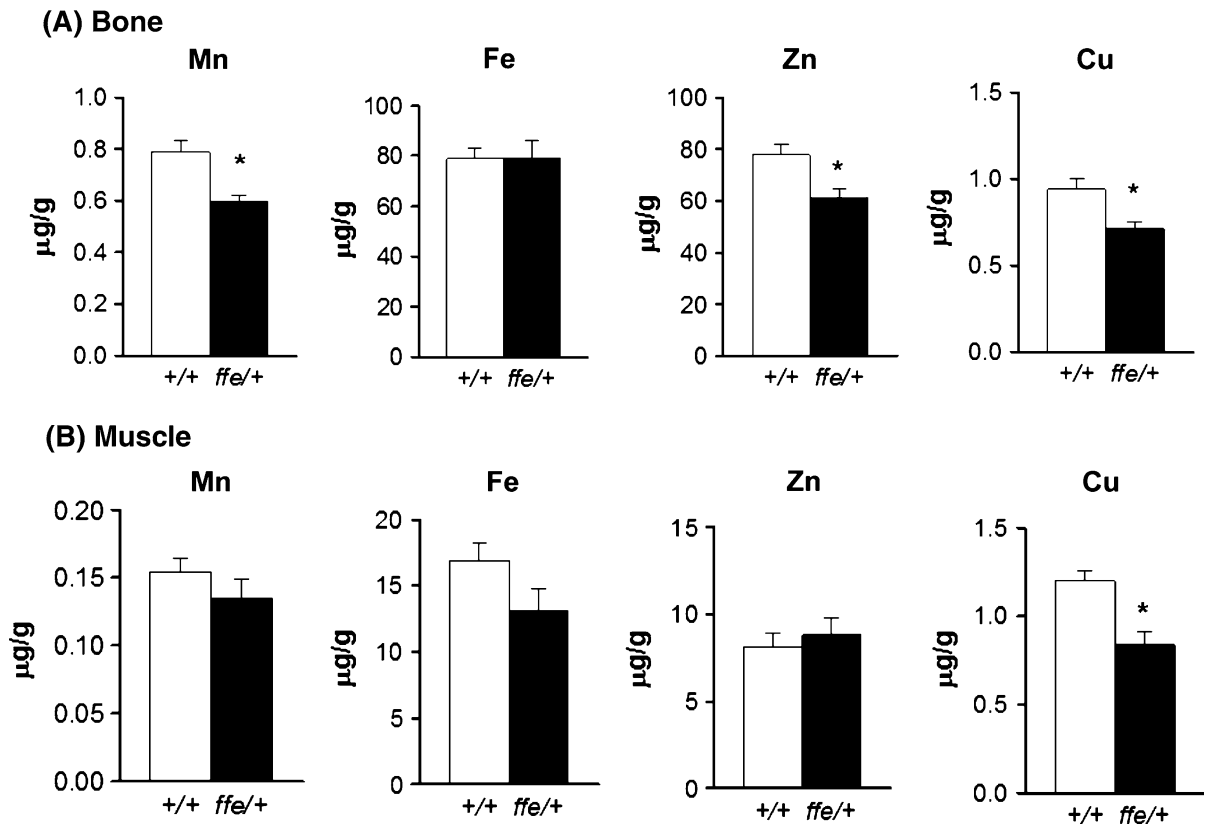 (A) Bone
Mn
1.0
0.8
0.6
0.4
0.2
0.0
µg/g
*
+/+ ffe/+
Fe
100
80
60
40
20
0
µg/g
+/+ ffe/+
Zn
100
80
60
40
20
0
µg/g
*
+/+ ffe/+
Cu
1.5
1.0
0.5
0.0
µg/g
*
+/+ ffe/+
(B) Muscle
Mn
0.20
0.15
0.10
0.05
0.00
µg/g
+/+ ffe/+
Fe
20
15
10
5
0
µg/g
+/+ ffe/+
Zn
15
10
5
0
µg/g
+/+ ffe/+
Cu
1.5
1.0
0.5
0.0
µg/g
*
+/+ ffe/+